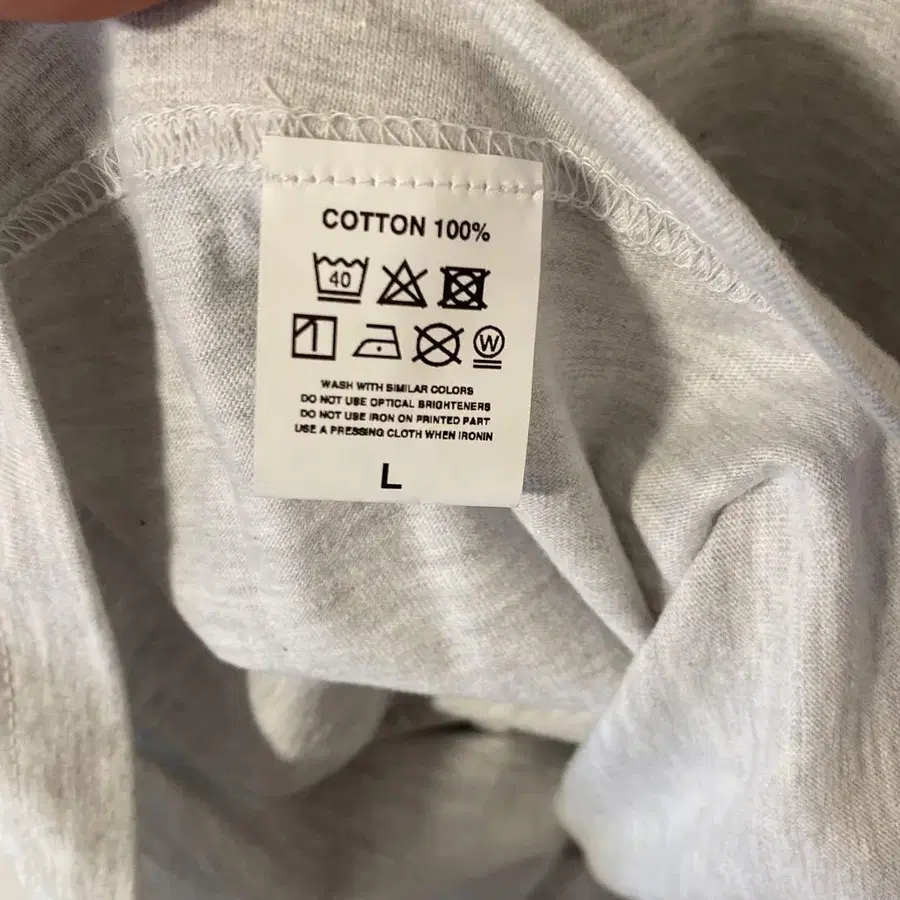 COTTON 100%
40
W
WASH WITH SIMILAR COLORS
DO NOT USE OPTICAL BRIGHTENERS
DO NOT USE IRON ON PRINTED PART
USE A PRESSING CLOTH WHEN IRONIN
L